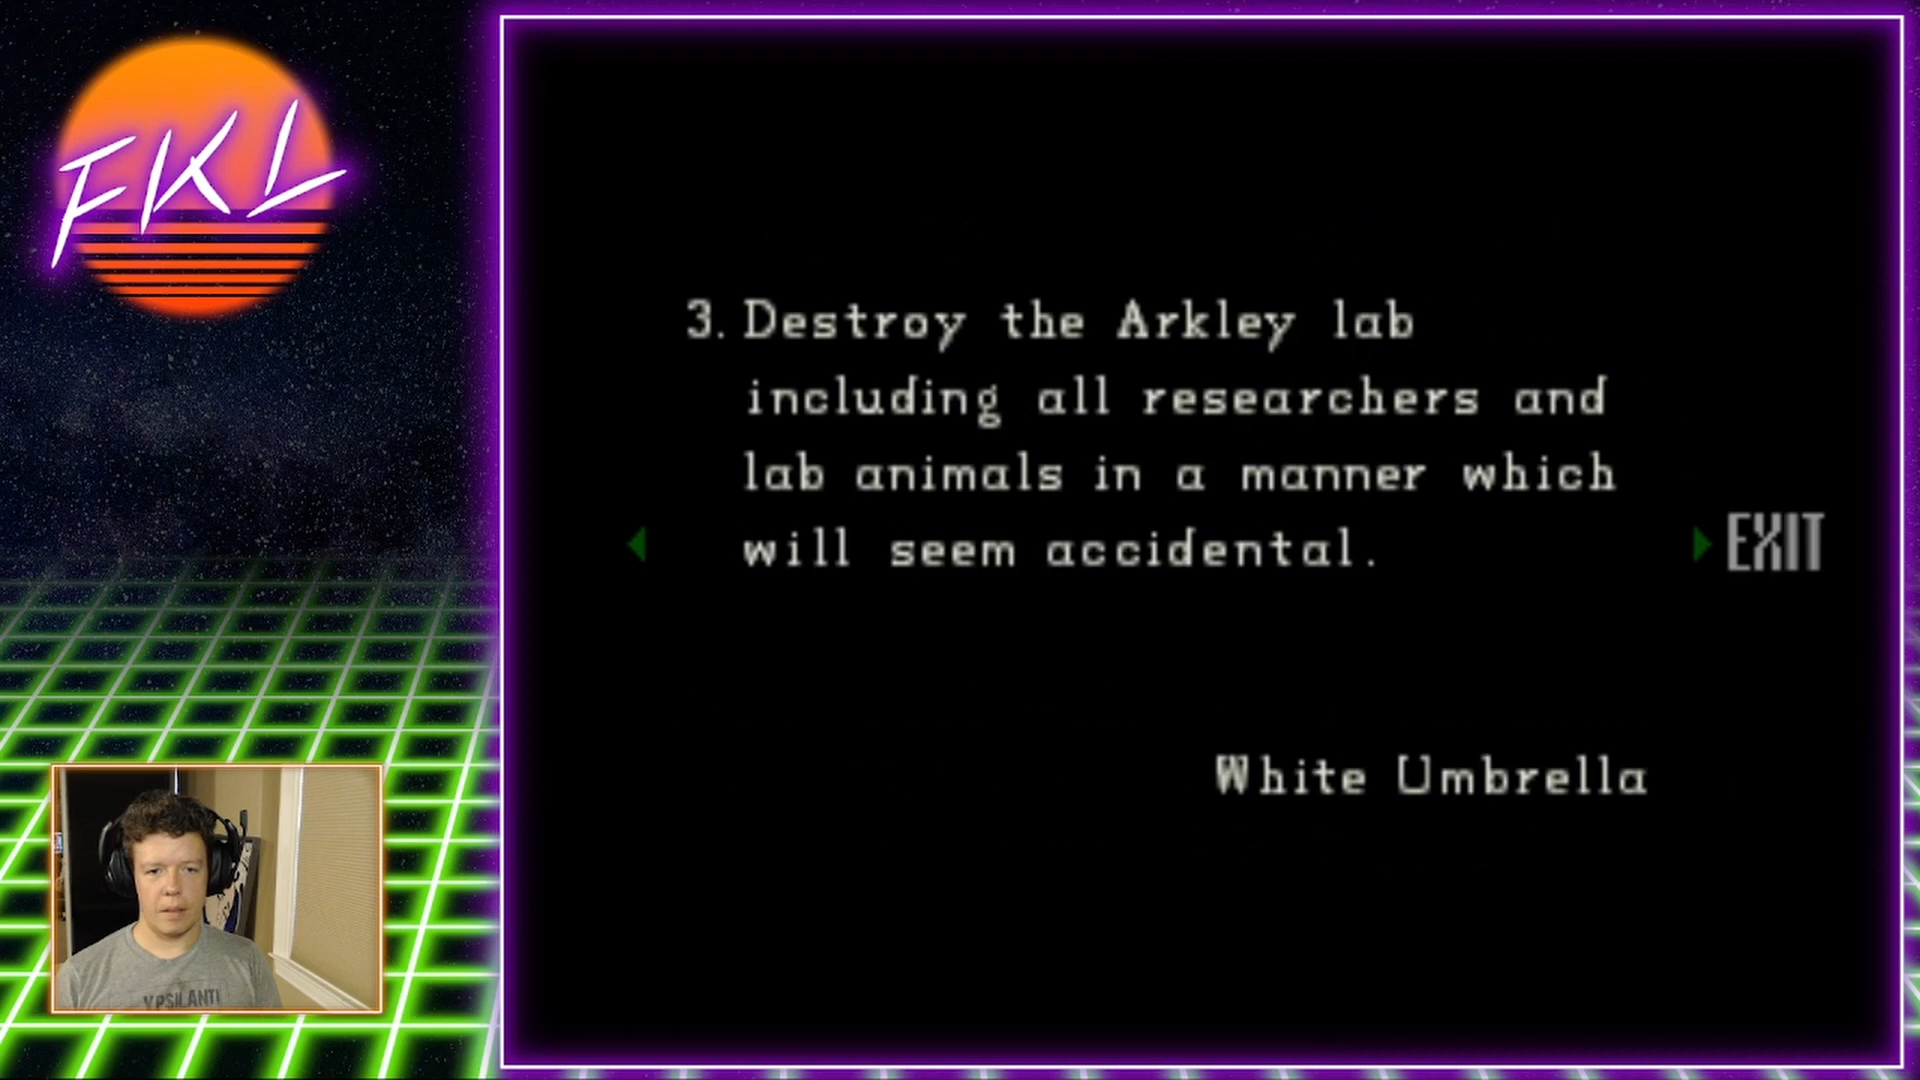 FKL
3. Destroy the Arkley lab
including all researchers and
lab animals in a manner which
will seem accidental.
EXIT
White Umbrella
YPSILANTI